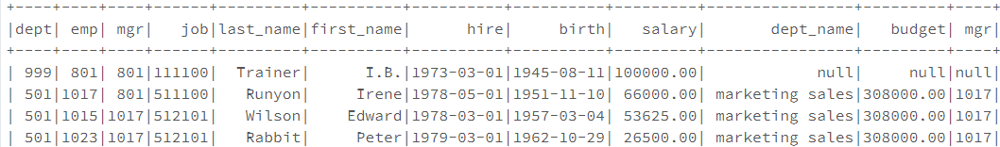 +----+----+----+------+---------+----------+----------+----------+---------+---------------+---------+----+
|dept| emp| mgr|   job|last_name|first_name|      hire|     birth|   salary|      dept_name|   budget| mgr|
+----+----+----+------+---------+----------+----------+----------+---------+---------------+---------+----+
| 999| 801| 801|111100|  Trainer|      I.B.|1973-03-01|1945-08-11|100000.00|           null|     null|null|
| 501|1017| 801|511100|   Runyon|     Irene|1978-05-01|1951-11-10| 66000.00|marketing sales|308000.00|1017|
| 501|1015|1017|512101|   Wilson|    Edward|1978-03-01|1957-03-04| 53625.00|marketing sales|308000.00|1017|
| 501|1023|1017|512101|   Rabbit|     Peter|1979-03-01|1962-10-29| 26500.00|marketing sales|308000.00|1017|